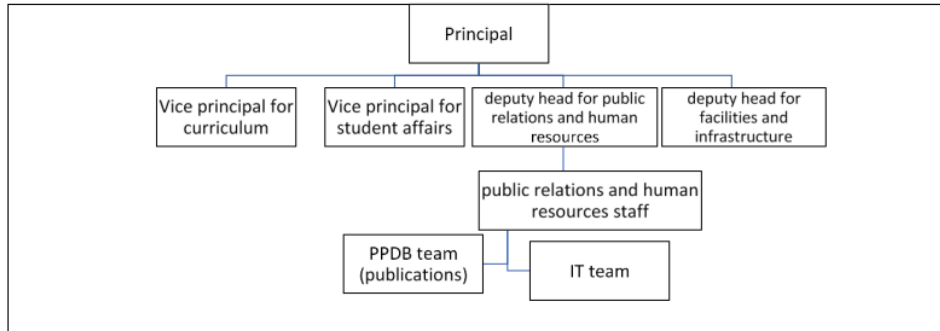 Principal
Vice principal for
curriculum
Vice principal for
student affairs
deputy head for public
relations and human
resources
deputy head for
facilities and
infrastructure
public relations and human
resources staff
PPDB team
(publications)
IT team